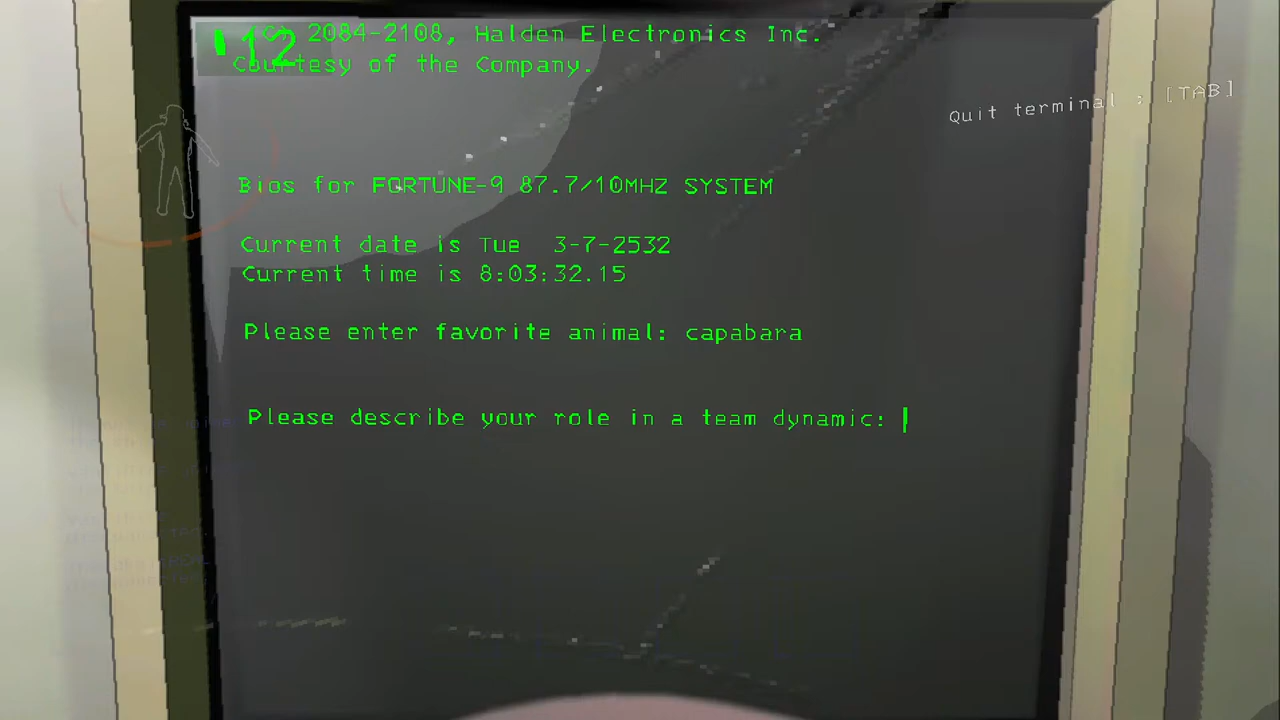 (C) 2084-2108, Halden Electronics Inc.
'12
Courtesy of the Company.
Quit terminal : [TAB]
Bios for FORTUNE-9 87.7/10MHZ SYSTEM
Current date is Tue 3-7-2532
Current time is 8:03:32.15
Please enter favorite animal: capabara
Please describe your role in a team dynamic: